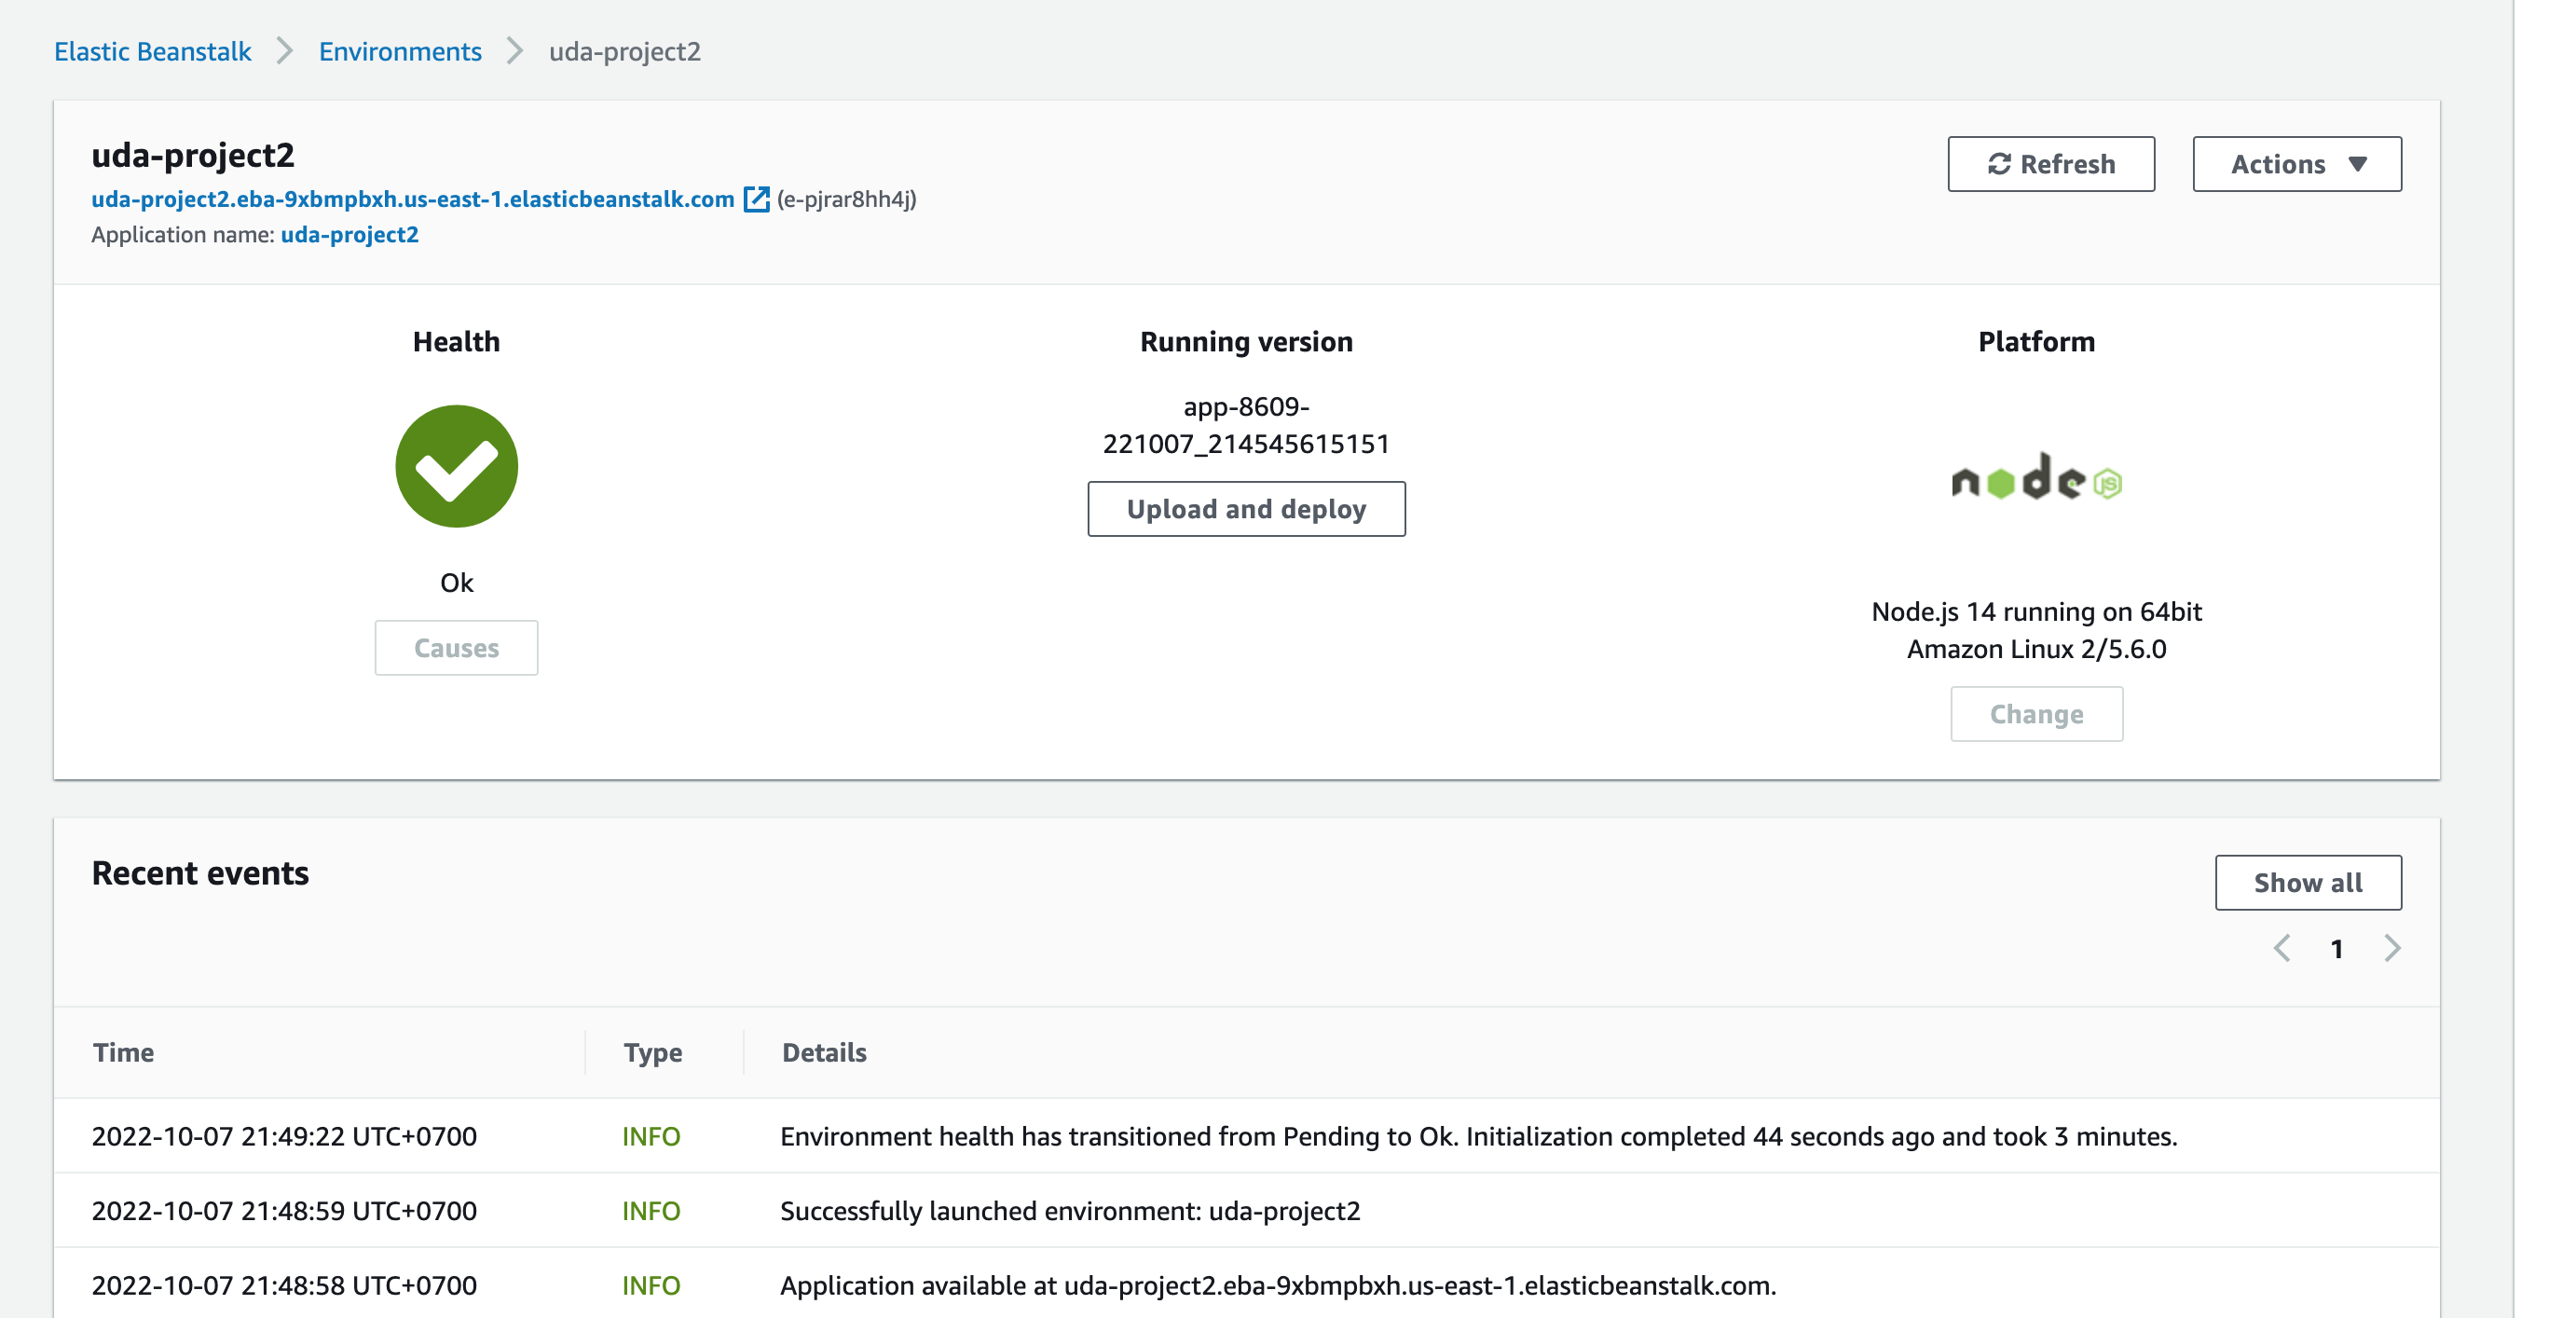 Elastic Beanstalk > Environments > uda-project2
uda-project2
Refresh
Actions
uda-project2.eba-9xbmpbxh.us-east-1.elasticbeanstalk.com (e-pjrar8hh4j)
Application name: uda-project2
Health
Running version
Platform
app-8609-
221007_214545615151
node JS
Upload and deploy
Ok
Node.js 14 running on 64bit
Amazon Linux 2/5.6.0
Causes
Change
Recent events
Show all
1
Time Type Details
2022-10-07 21:49:22 UTC+0700 INFO Environment health has transitioned from Pending to Ok. Initialization completed 44 seconds ago and took 3 minutes.
2022-10-07 21:48:59 UTC+0700 INFO Successfully launched environment: uda-project2
2022-10-07 21:48:58 UTC+0700 INFO Application available at uda-project2.eba-9xbmpbxh.us-east-1.elasticbeanstalk.com.